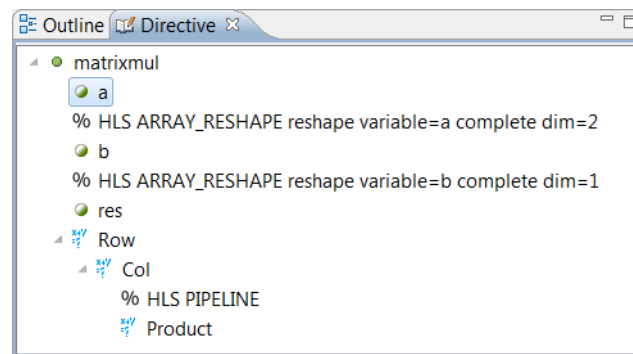 Outline Directive
matrixmul
a
% HLS ARRAY_RESHAPE reshape variable=a complete dim=2
b
% HLS ARRAY_RESHAPE reshape variable=b complete dim=1
res
Row
Col
% HLS PIPELINE
Product